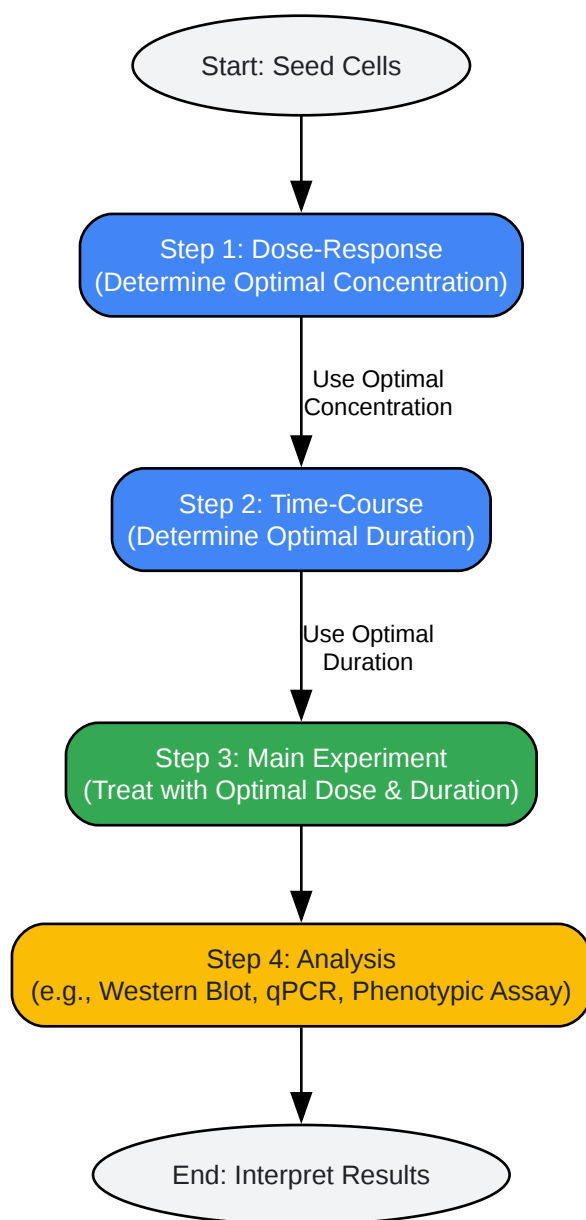 Start: Seed Cells
Step 1: Dose-Response
(Determine Optimal Concentration)
Use Optimal
Concentration
Step 2: Time-Course
(Determine Optimal Duration)
Use Optimal
Duration
Step 3: Main Experiment
(Treat with Optimal Dose & Duration)
Step 4: Analysis
(e.g., Western Blot, qPCR, Phenotypic Assay)
End: Interpret Results